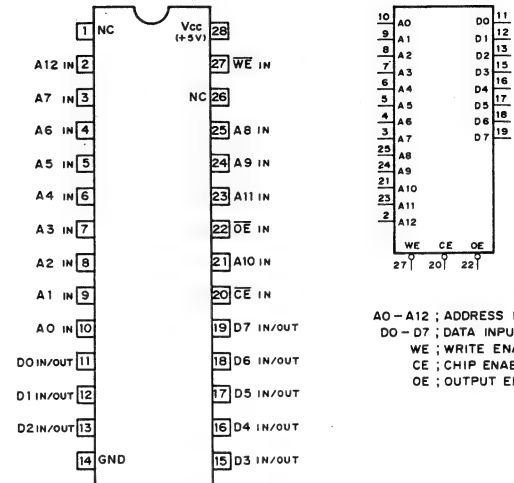 1 NC Vcc (+5V) 28
A12 IN 2 27 WE IN
A7 IN 3 NC 26
A6 IN 4 25 A8 IN
A5 IN 5 24 A9 IN
A4 IN 6 23 A11 IN
A3 IN 7 22 OE IN
A2 IN 8 21 A10 IN
A1 IN 9 20 CE IN
A0 IN 10 19 D7 IN/OUT
D0 IN/OUT 11 18 D6 IN/OUT
D1 IN/OUT 12 17 D5 IN/OUT
D2 IN/OUT 13 16 D4 IN/OUT
14 GND 15 D3 IN/OUT
10 A0 D0 11
9 A1 D1 12
8 A2 D2 13
7 A3 D3 15
6 A4 D4 16
5 A5 D5 17
4 A6 D6 18
3 A7 D7 19
25 A8
24 A9
21 A10
23 A11
2 A12
WE CE OE
27 20 22
A0-A12 ; ADDRESS
D0-D7 ; DATA INPU
WE ; WRITE ENA
CE ; CHIP ENAB
OE ; OUTPUT E